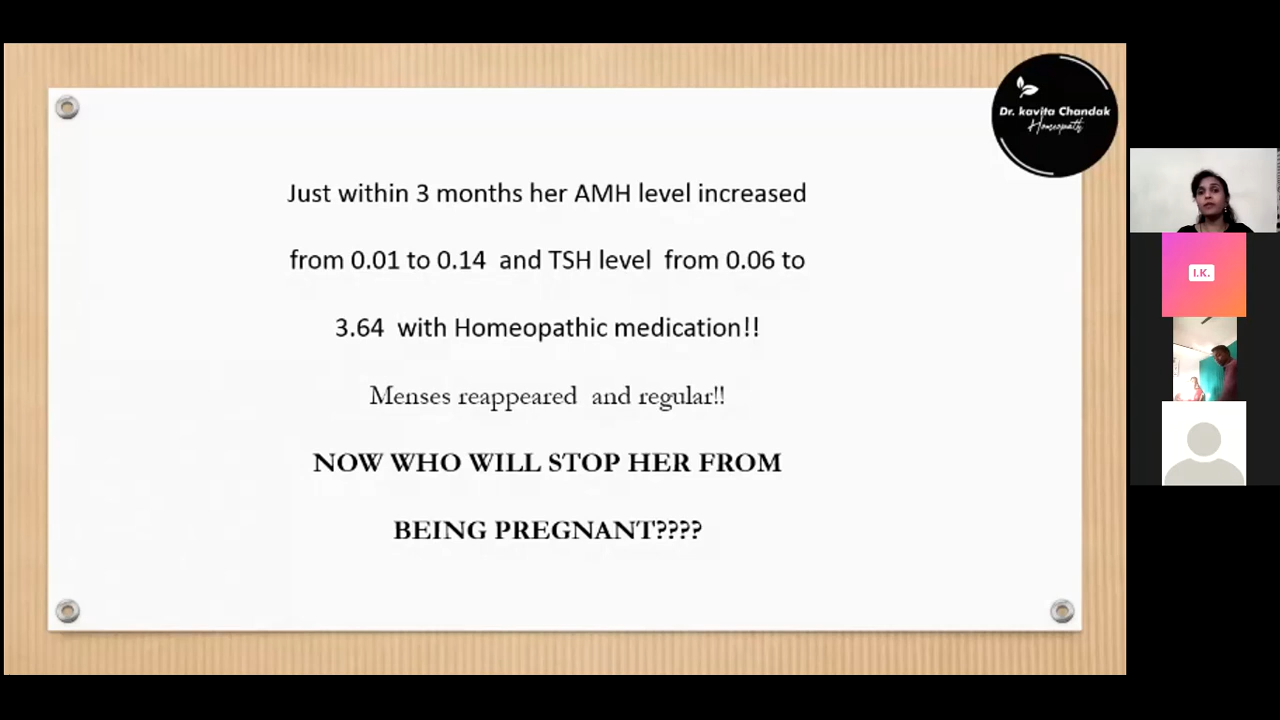 Dr. kavita Chandak
Homeopath
Just within 3 months her AMH level increased
from 0.01 to 0.14 and TSH level from 0.06 to
3.64 with Homeopathic medication!!
Menses reappeared and regular!!
NOW WHO WILL STOP HER FROM
BEING PREGNANT????
I.K.